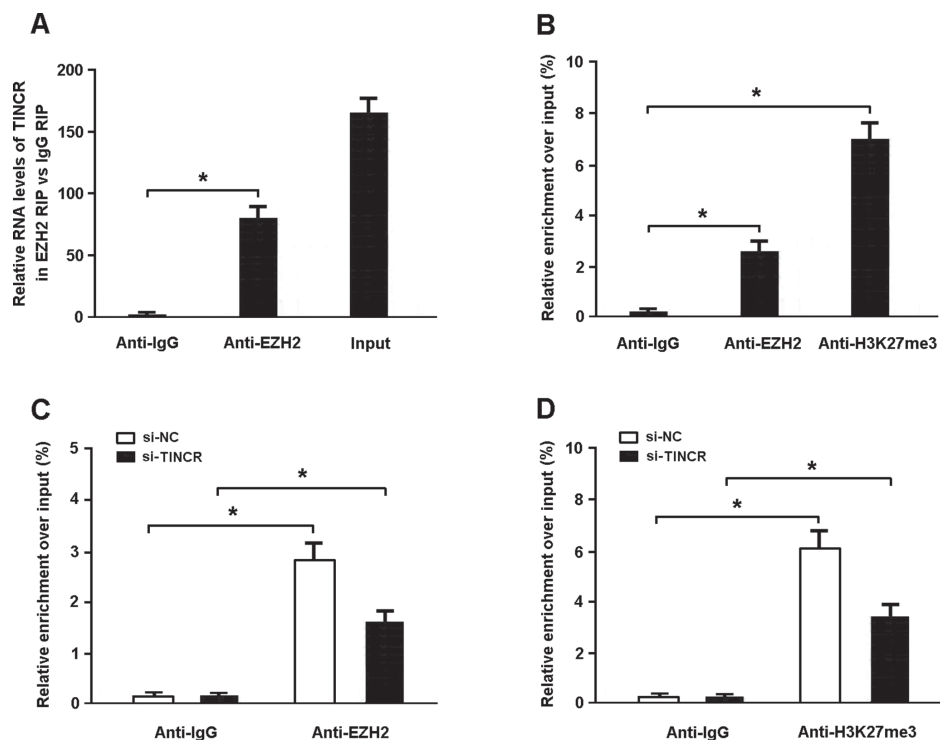 A
Relative RNA levels of TINCR
in EZH2 RIP vs IgG RIP
200
150
100
50
0
*
Anti-IgG
Anti-EZH2
Input
B
Relative enrichment over input (%)
10
8
6
4
2
0
*
*
Anti-IgG
Anti-EZH2
Anti-H3K27me3
C
si-NC
si-TINCR
Relative enrichment over input (%)
5
4
3
2
1
0
*
*
Anti-IgG
Anti-EZH2
D
si-NC
si-TINCR
Relative enrichment over input (%)
10
8
6
4
2
0
*
*
Anti-IgG
Anti-H3K27me3